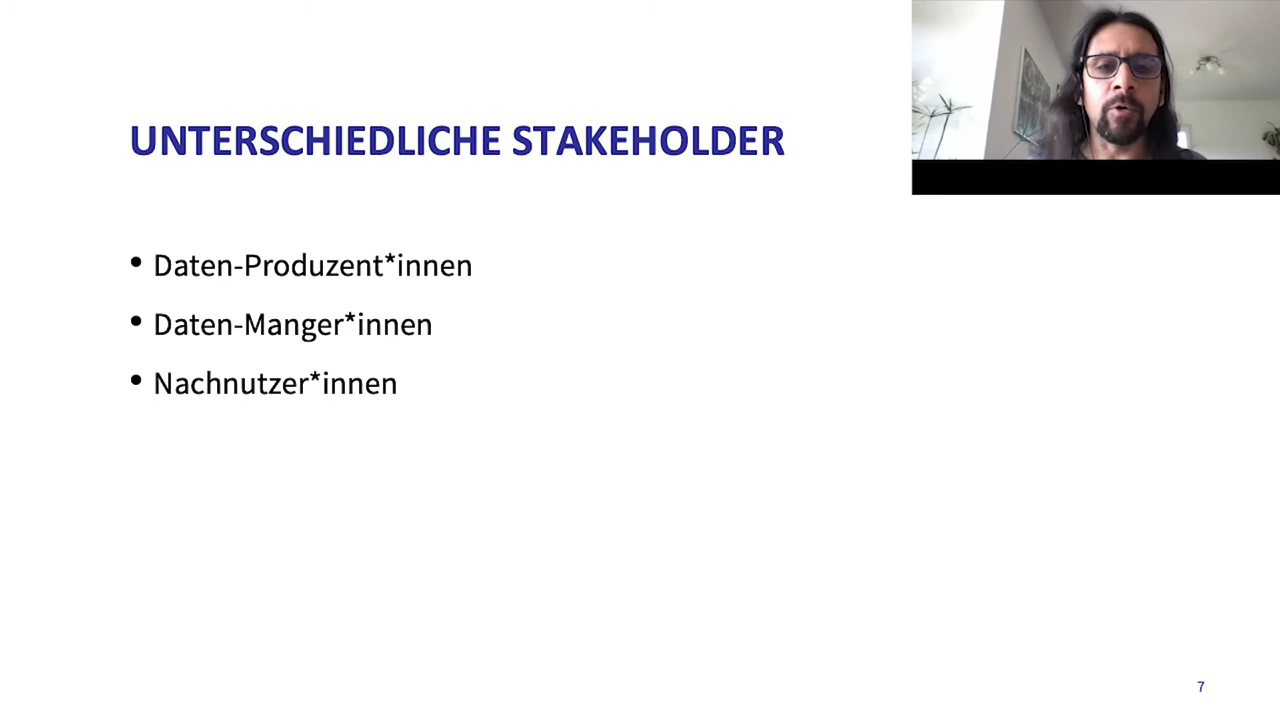 UNTERSCHIEDLICHE STAKEHOLDER
• Daten-Produzent*innen
• Daten-Manger*innen
• Nachnutzer*innen
7